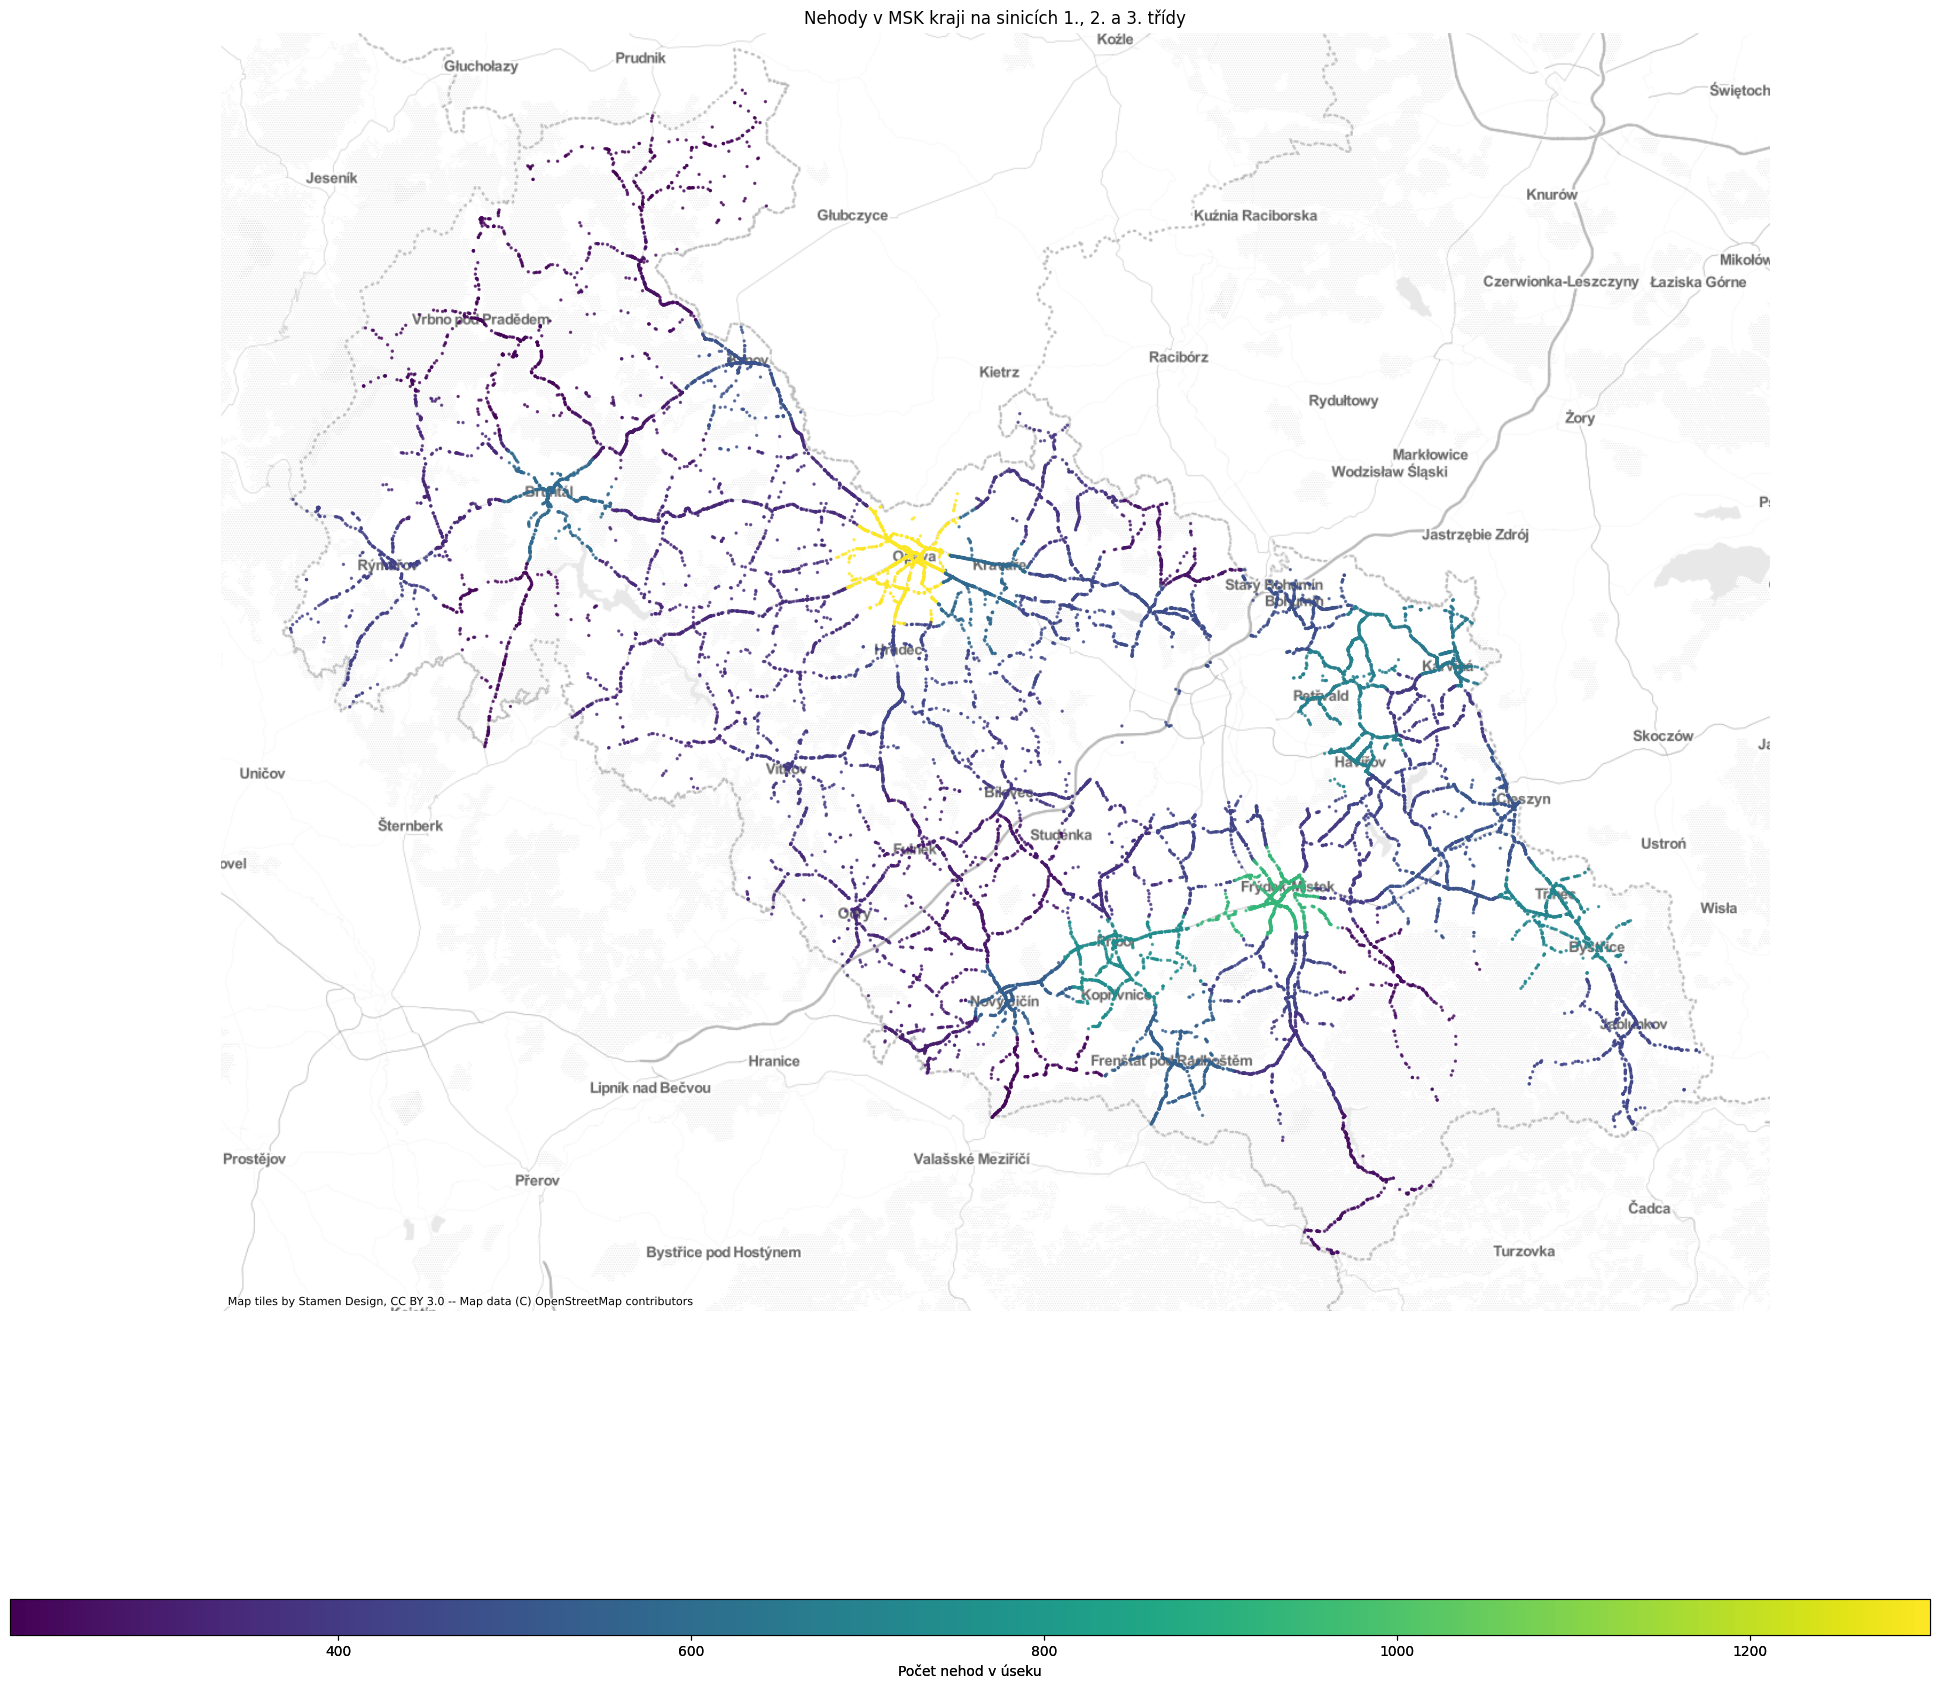 Nehody v MSK kraji na sinicích 1., 2. a 3. třídy
Koźle
Prudnik
Głuchołazy
Świętoch
Jeseník
Knurów
Głubczyce
Kuźnia Raciborska
Mikołów
Czerwionka-Leszczyny
Łaziska Górne
Vrbno pod Pradědem
Racibórz
Kietrz
Rydułtowy
Żory
Markłowice
Wodzisław Śląski
Bruntál
Jastrzębie Zdrój
Opava
Kravaře
Rýmařov
Starý Bohumín
Bohumín
Hradec
Karviná
Petřvald
Skoczów
Uničov
Vítkov
Havířov
Bílovec
Cieszyn
Šternberk
Studénka
Ustroń
Fulnek
ovel
Frýdek-Místek
Třinec
Odry
Wisła
Příbor
Bystřice
Kopřivnice
Nový Jičín
Jablunkov
Hranice
Frenštát pod Radhoštěm
Lipník nad Bečvou
Prostějov
Valašské Meziříčí
Přerov
Čadca
Bystřice pod Hostýnem
Turzovka
Map tiles by Stamen Design, CC BY 3.0 -- Map data (C) OpenStreetMap contributors
400 600 800 1000 1200
Počet nehod v úseku